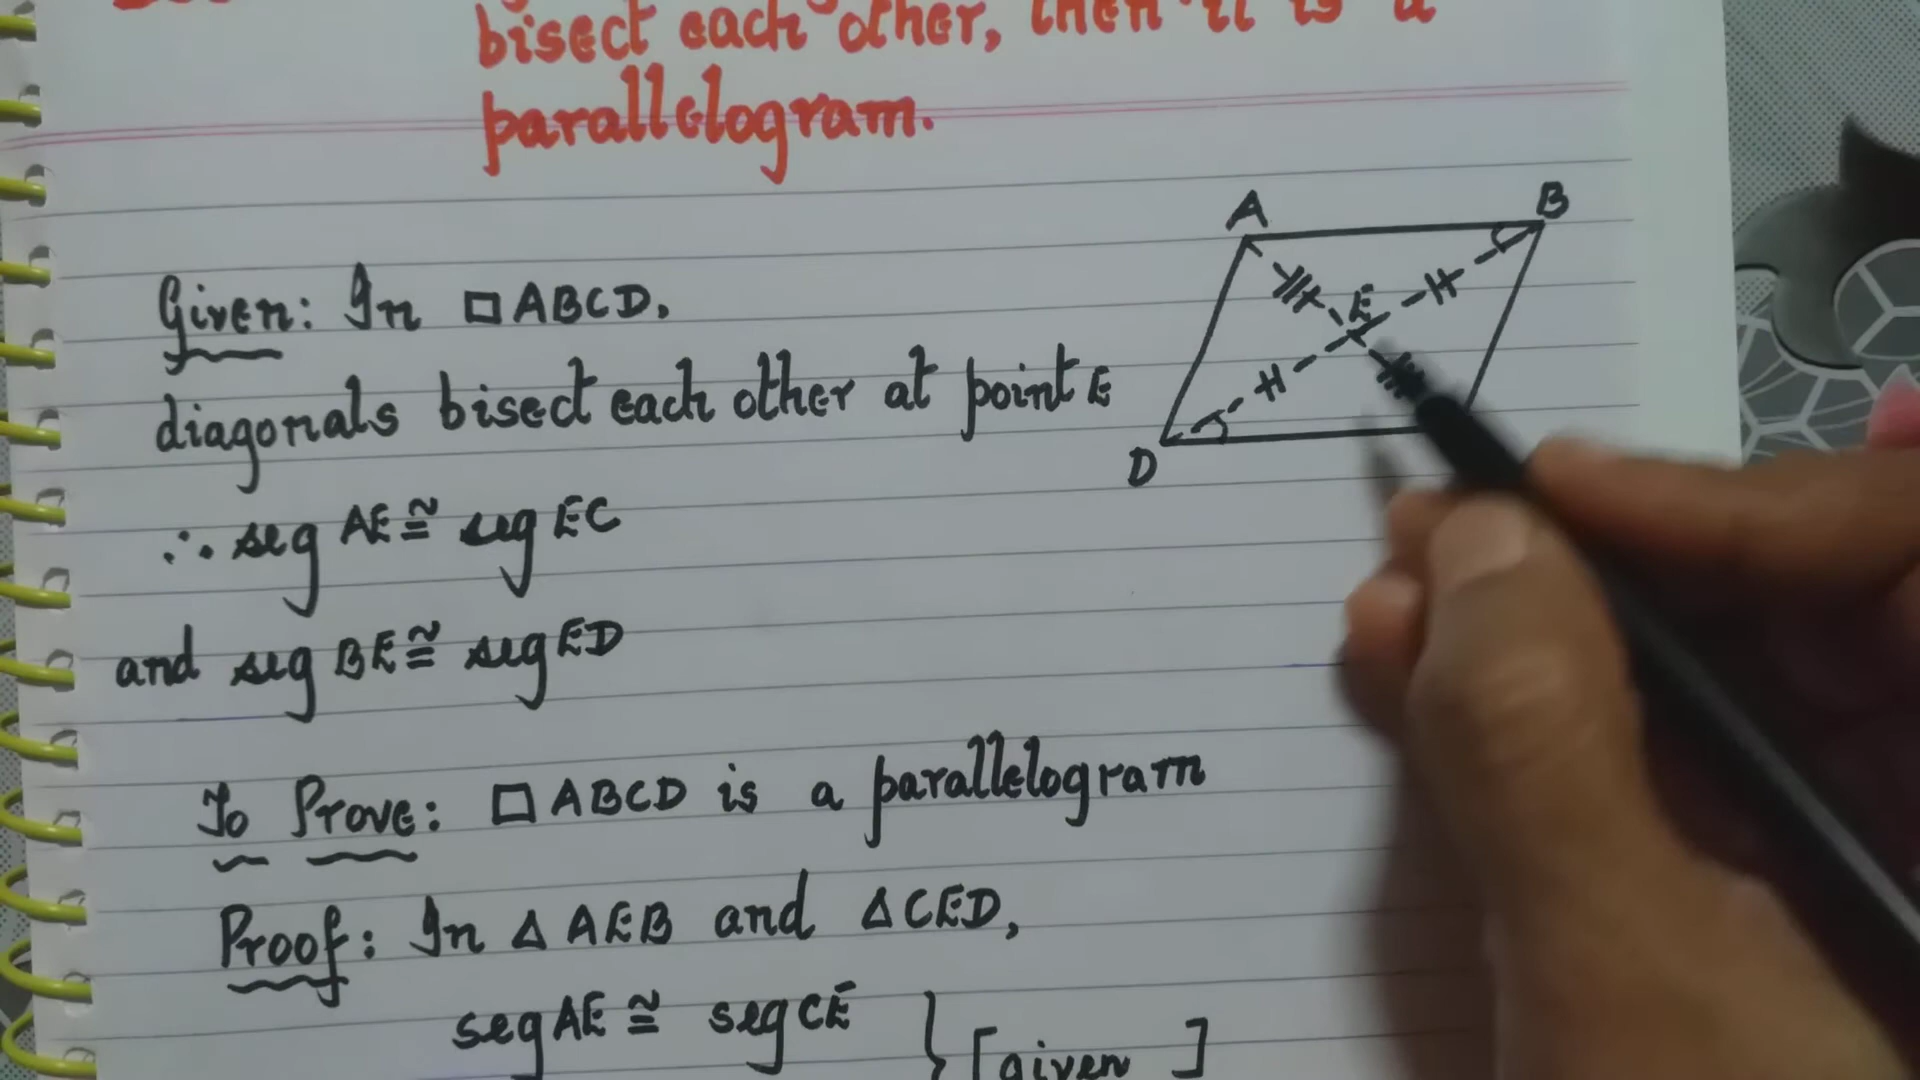 bisect each other, then it is a
parallelogram.
A
B
E
D
Given: In □ABCD,
diagonals bisect each other at point E
∴ seg AE ≅ seg EC
and seg BE ≅ seg ED
To Prove: □ABCD is a parallelogram
Proof: In △AEB and △CED,
seg AE ≅ seg CE } [given ]